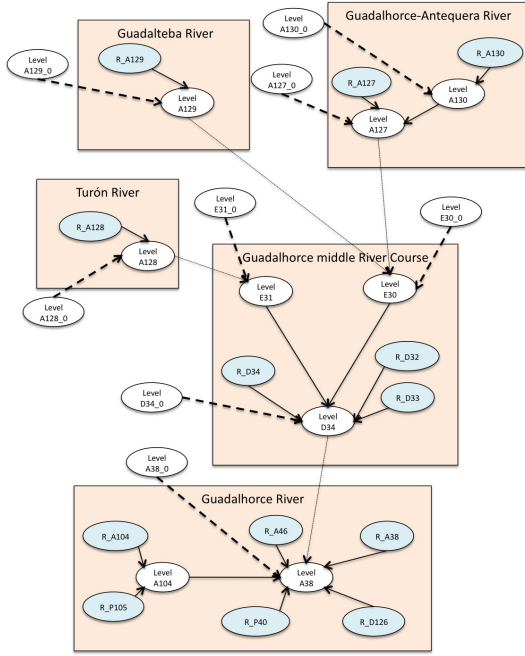 Guadalteba River
Guadalhorce-Antequera River
Level
A130_0
R_A130
Level
A129_0
R_A129
Level
A127_0
R_A127
Level
A130
Level
A129
Level
A127
Turón River
Level
E31_0
Level
E30_0
R_A128
Level
A128
Guadalhorce middle River Course
Level
E31
Level
E30
Level
A128_0
R_D34
R_D32
Level
D34_0
R_D33
Level
D34
Level
A38_0
Guadalhorce River
R_A104
R_A46
R_A38
Level
A104
Level
A38
R_P105
R_P40
R_D126